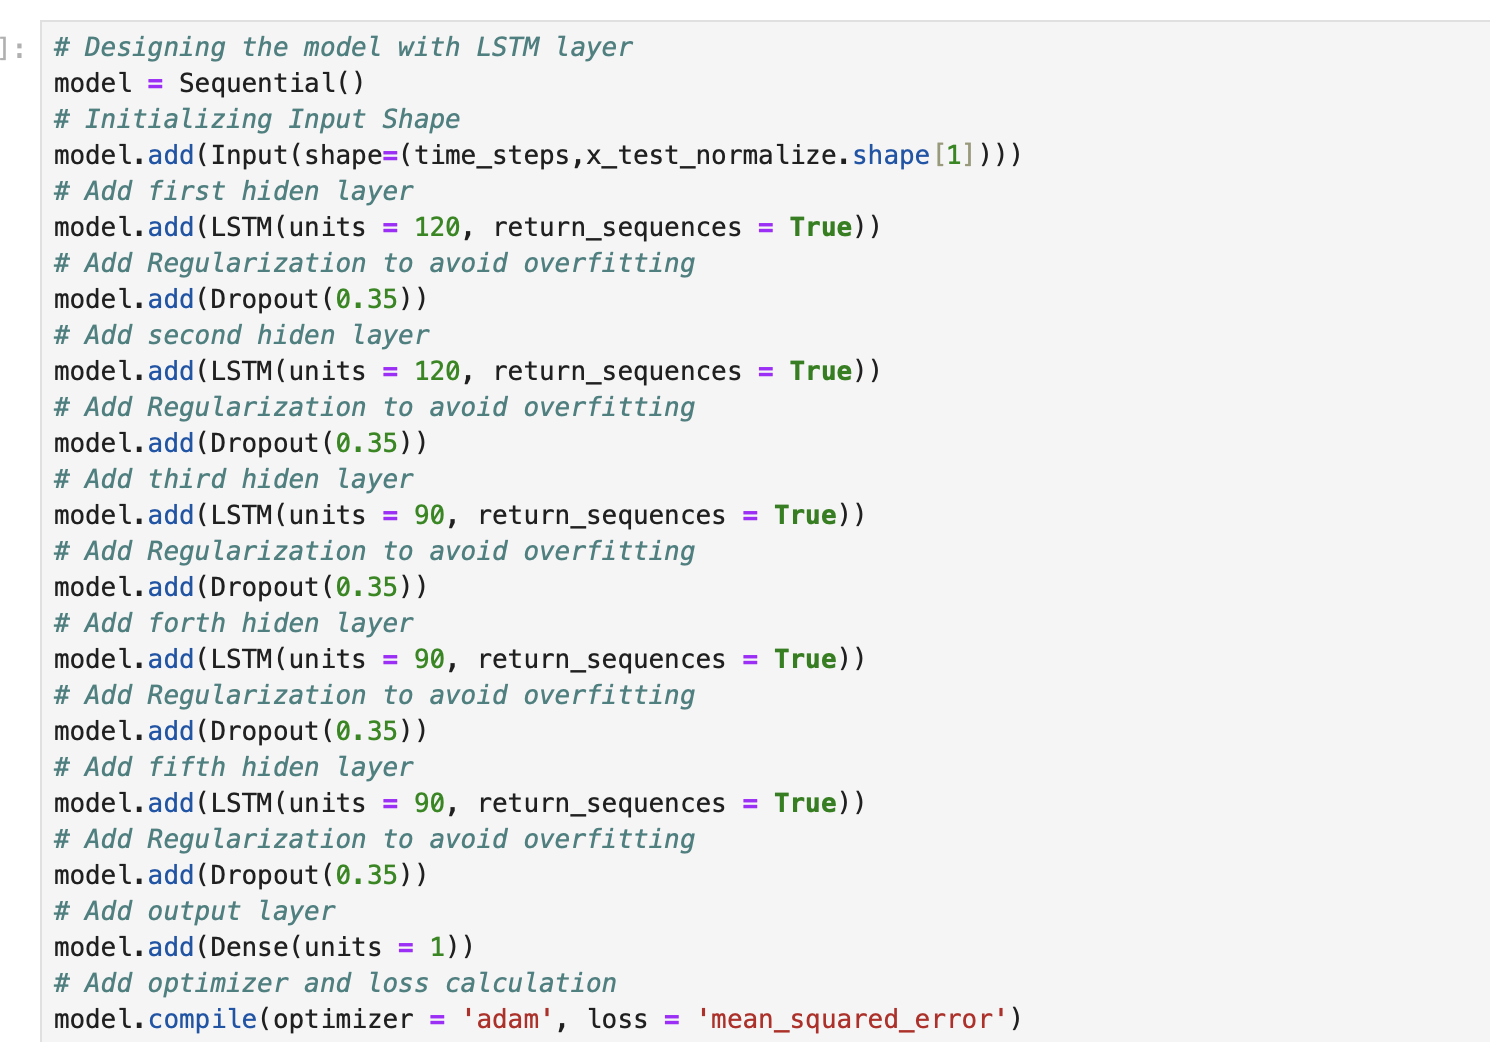 ]: # Designing the model with LSTM layer
model = Sequential()
# Initializing Input Shape
model.add(Input(shape=(time_steps,x_test_normalize.shape[1])))
# Add first hiden layer
model.add(LSTM(units = 120, return_sequences = True))
# Add Regularization to avoid overfitting
model.add(Dropout(0.35))
# Add second hiden layer
model.add(LSTM(units = 120, return_sequences = True))
# Add Regularization to avoid overfitting
model.add(Dropout(0.35))
# Add third hiden layer
model.add(LSTM(units = 90, return_sequences = True))
# Add Regularization to avoid overfitting
model.add(Dropout(0.35))
# Add forth hiden layer
model.add(LSTM(units = 90, return_sequences = True))
# Add Regularization to avoid overfitting
model.add(Dropout(0.35))
# Add fifth hiden layer
model.add(LSTM(units = 90, return_sequences = True))
# Add Regularization to avoid overfitting
model.add(Dropout(0.35))
# Add output layer
model.add(Dense(units = 1))
# Add optimizer and loss calculation
model.compile(optimizer = 'adam', loss = 'mean_squared_error')